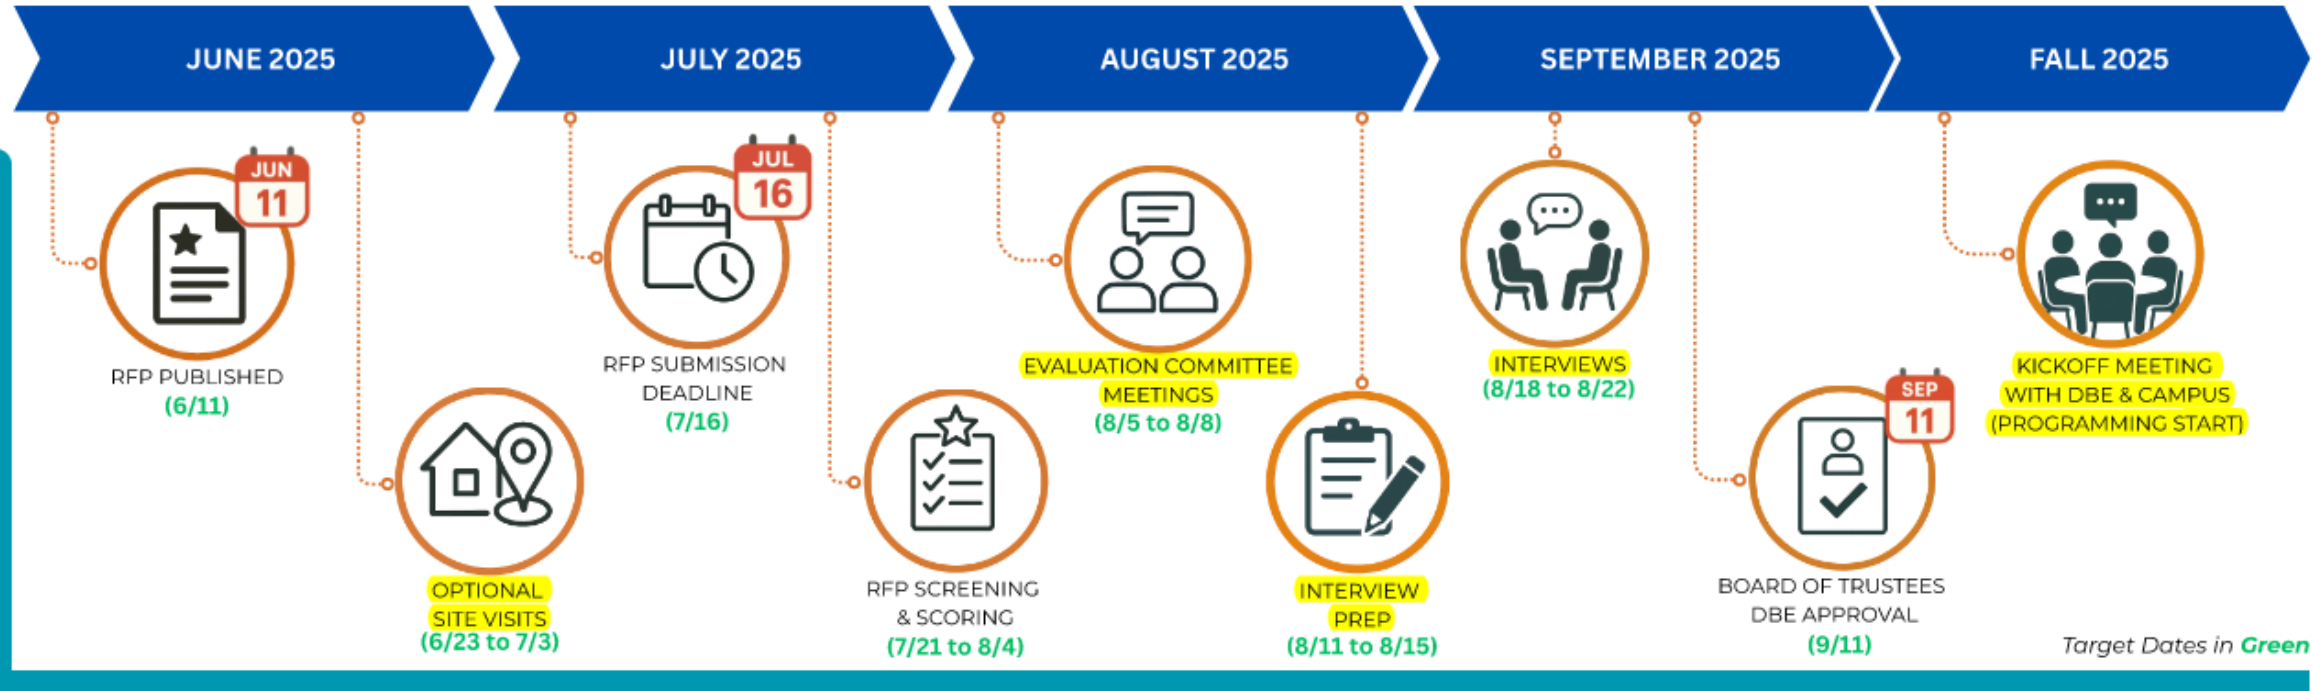 JUNE 2025
JULY 2025
AUGUST 2025
SEPTEMBER 2025
FALL 2025
JUN
11
RFP PUBLISHED
(6/11)
OPTIONAL
SITE VISITS
(6/23 to 7/3)
JUL
16
RFP SUBMISSION
DEADLINE
(7/16)
RFP SCREENING
& SCORING
(7/21 to 8/4)
EVALUATION COMMITTEE
MEETINGS
(8/5 to 8/8)
INTERVIEW
PREP
(8/11 to 8/15)
INTERVIEWS
(8/18 to 8/22)
SEP
11
BOARD OF TRUSTEES
DBE APPROVAL
(9/11)
KICKOFF MEETING
WITH DBE & CAMPUS
(PROGRAMMING START)
Target Dates in Green